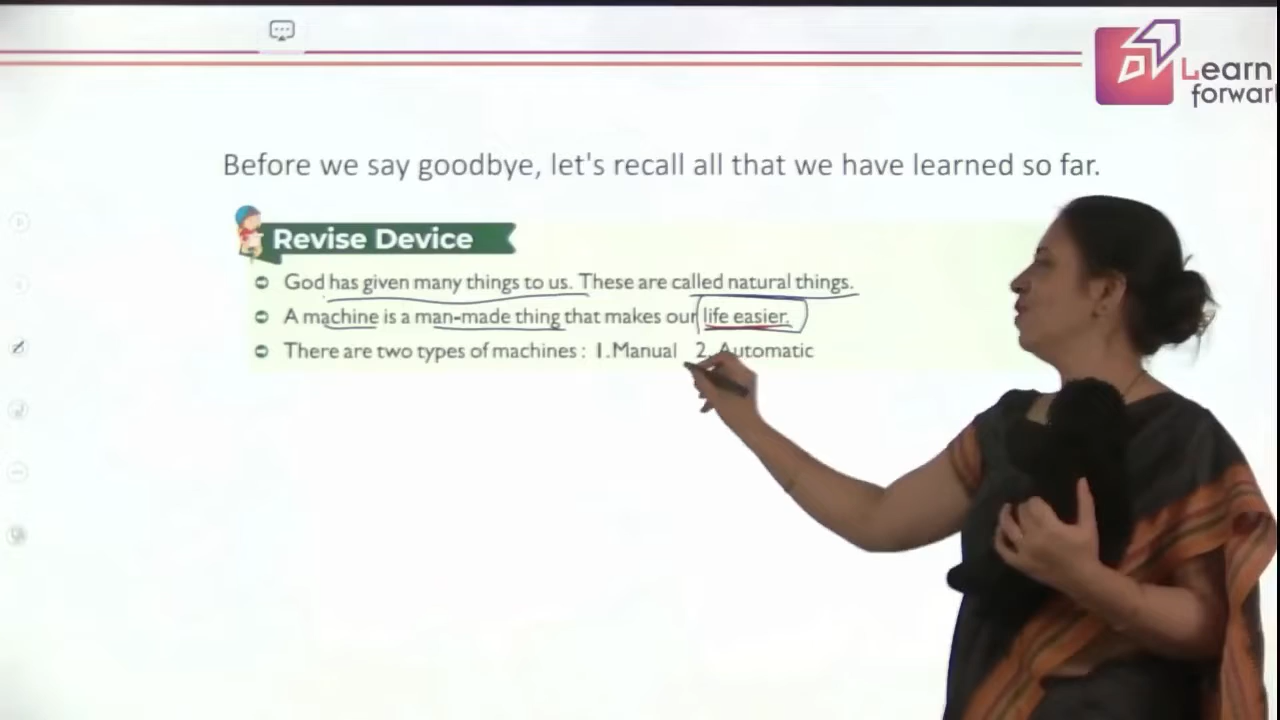 Learn
forwar
Before we say goodbye, let's recall all that we have learned so far.
Revise Device
God has given many things to us. These are called natural things.
A machine is a man-made thing that makes our life easier.
There are two types of machines : 1.Manual 2. Automatic